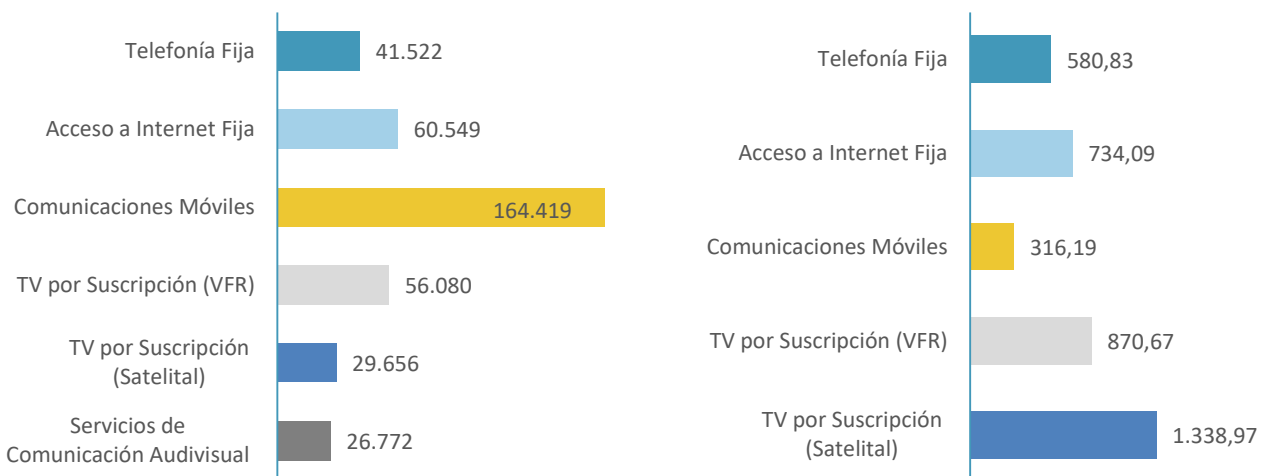 Telefonía Fija
41.522
Acceso a Internet Fija
60.549
Comunicaciones Móviles
164.419
TV por Suscripción (VFR)
56.080
TV por Suscripción
(Satelital)
29.656
Servicios de
Comunicación Audivisual
26.772
Telefonía Fija
580,83
Acceso a Internet Fija
734,09
Comunicaciones Móviles
316,19
TV por Suscripción (VFR)
870,67
TV por Suscripción
(Satelital)
1.338,97